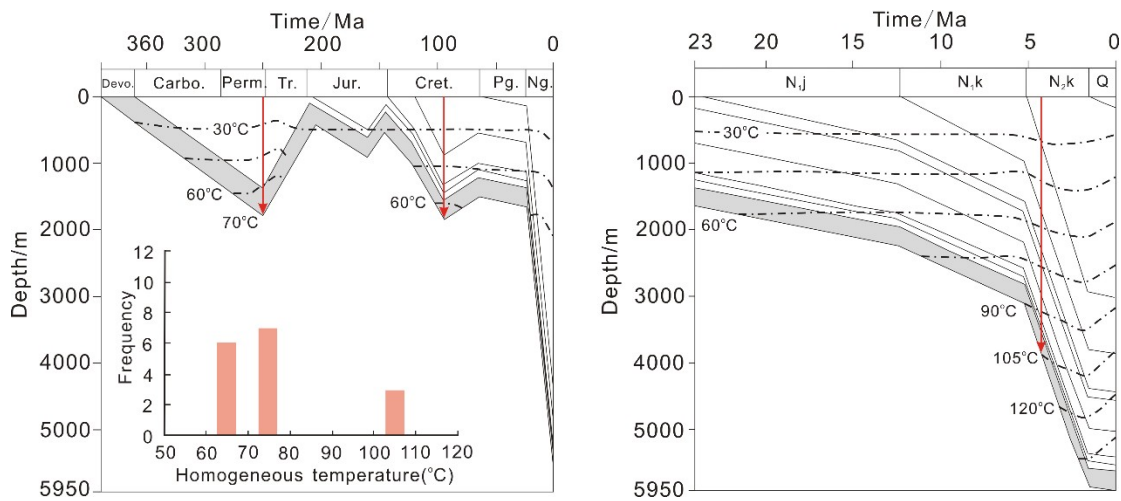 Time/Ma
360 300 200 100 0
Devo. Carbo. Perm. Tr. Jur. Cret. Pg. Ng.
Depth/m
0
1000
2000
3000
4000
5000
5950
30°C
60°C
70°C
60°C
Frequency
12
10
8
6
4
2
0
50 60 70 80 90 100 110 120
Homogeneous temperature(°C)
Time/Ma
23 20 15 10 5 0
N₁j N₁k N₂k Q
Depth/m
0
1000
2000
3000
4000
5000
5950
30°C
60°C
90°C
105°C
120°C